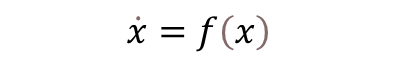 ẋ = f(x)